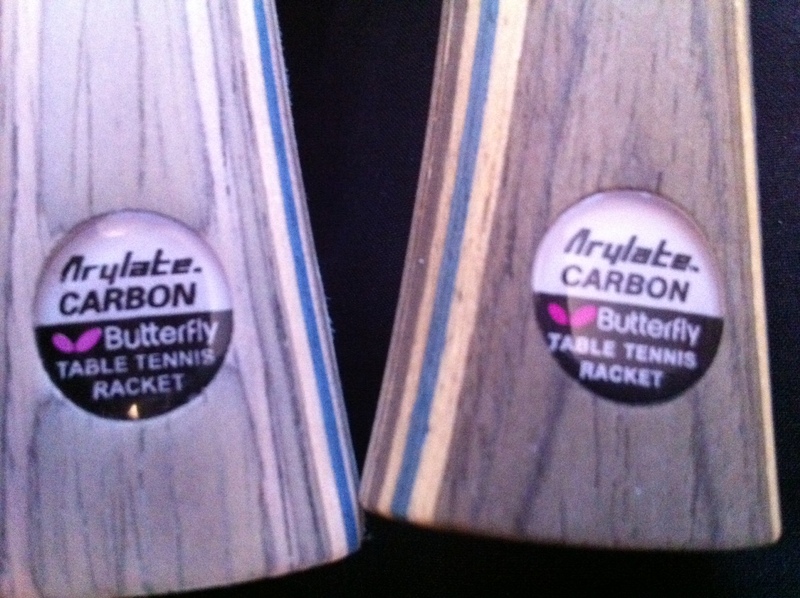 Arylate-
CARBON
Butterfly
TABLE TENNIS
RACKET
Arylate-
CARBON
Butterfly
TABLE TENNIS
RACKET